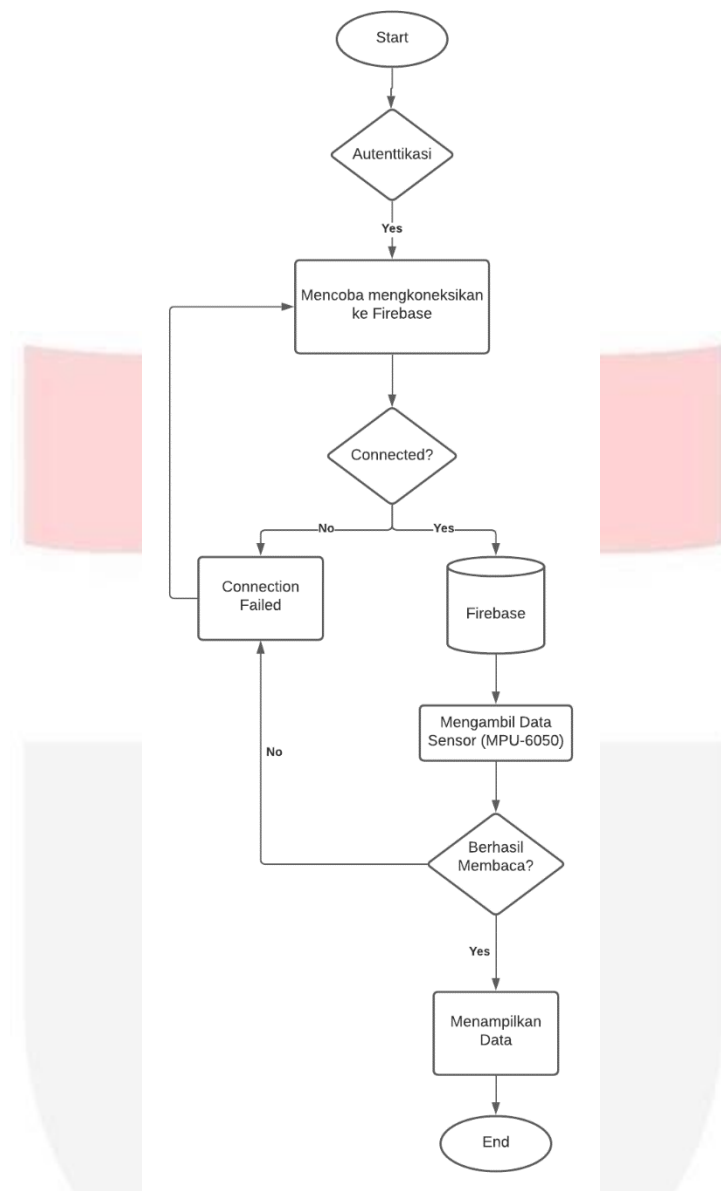 Start
Autenttikasi
Yes
Mencoba mengkoneksikan
ke Firebase
Connected?
No
Yes
Connection
Failed
Firebase
Mengambil Data
Sensor (MPU-6050)
No
Berhasil
Membaca?
Yes
Menampilkan
Data
End